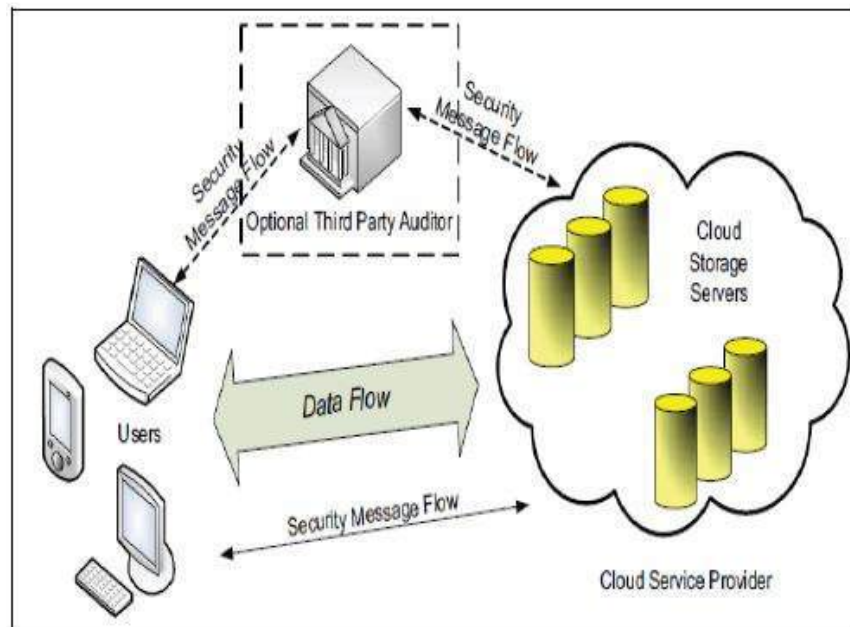 Security
Message Flow
Security
Message Flow
Optional Third Party Auditor
Cloud
Storage
Servers
Users
Data Flow
Security Message Flow
Cloud Service Provider